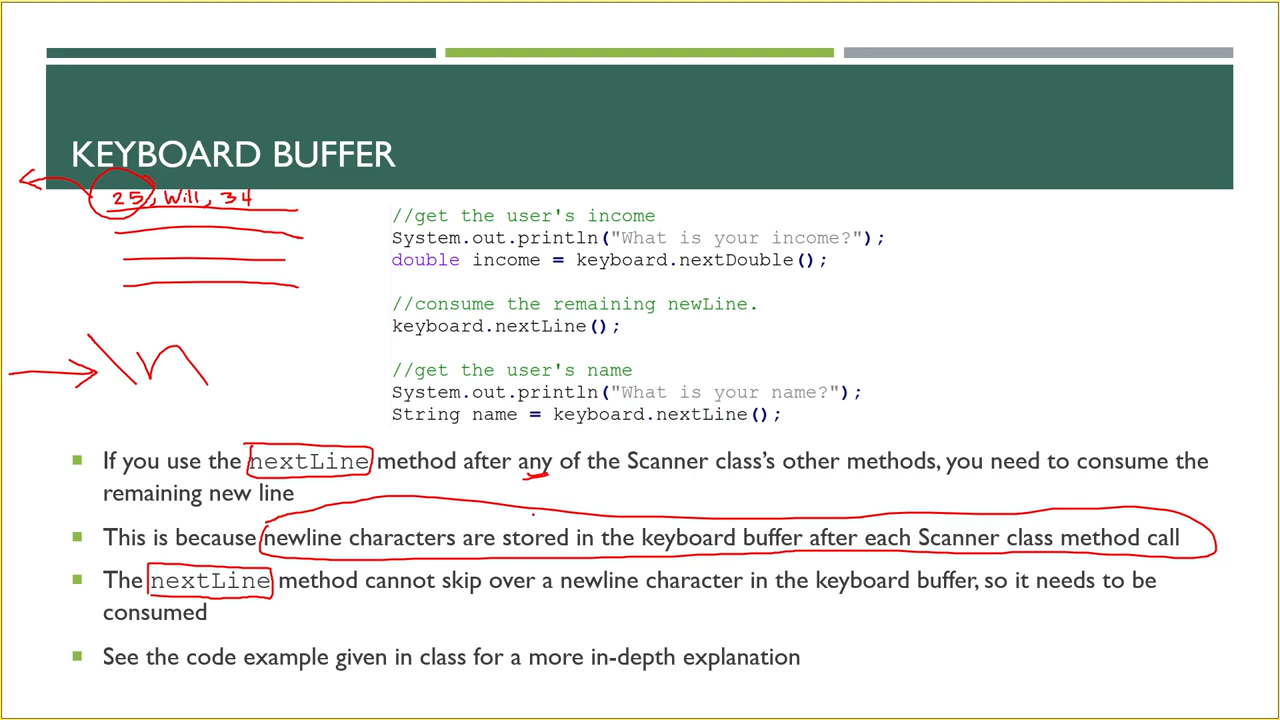 KEYBOARD BUFFER
25, Will, 34
//get the user's income
System.out.println("What is your income?");
double income = keyboard.nextDouble();
//consume the remaining newLine.
keyboard.nextLine();
\n
//get the user's name
System.out.println("What is your name?");
String name = keyboard.nextLine();
If you use the nextLine method after any of the Scanner class’s other methods, you need to consume the
remaining new line
This is because newline characters are stored in the keyboard buffer after each Scanner class method call
The nextLine method cannot skip over a newline character in the keyboard buffer, so it needs to be
consumed
See the code example given in class for a more in-depth explanation